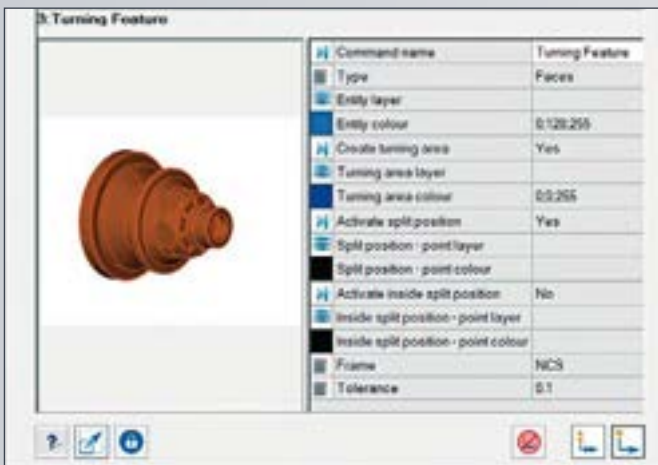 3: Turning Feature
Command name Turning Feature
Type Faces
Entity layer
Entity colour 0;128;255
Create turning area Yes
Turning area layer
Turning area colour 0;0;255
Activate split position Yes
Split position - point layer
Split position - point colour
Activate inside split position No
Inside split position - point layer
Inside split position - point colour
Frame NCS
Tolerance 0.1
?